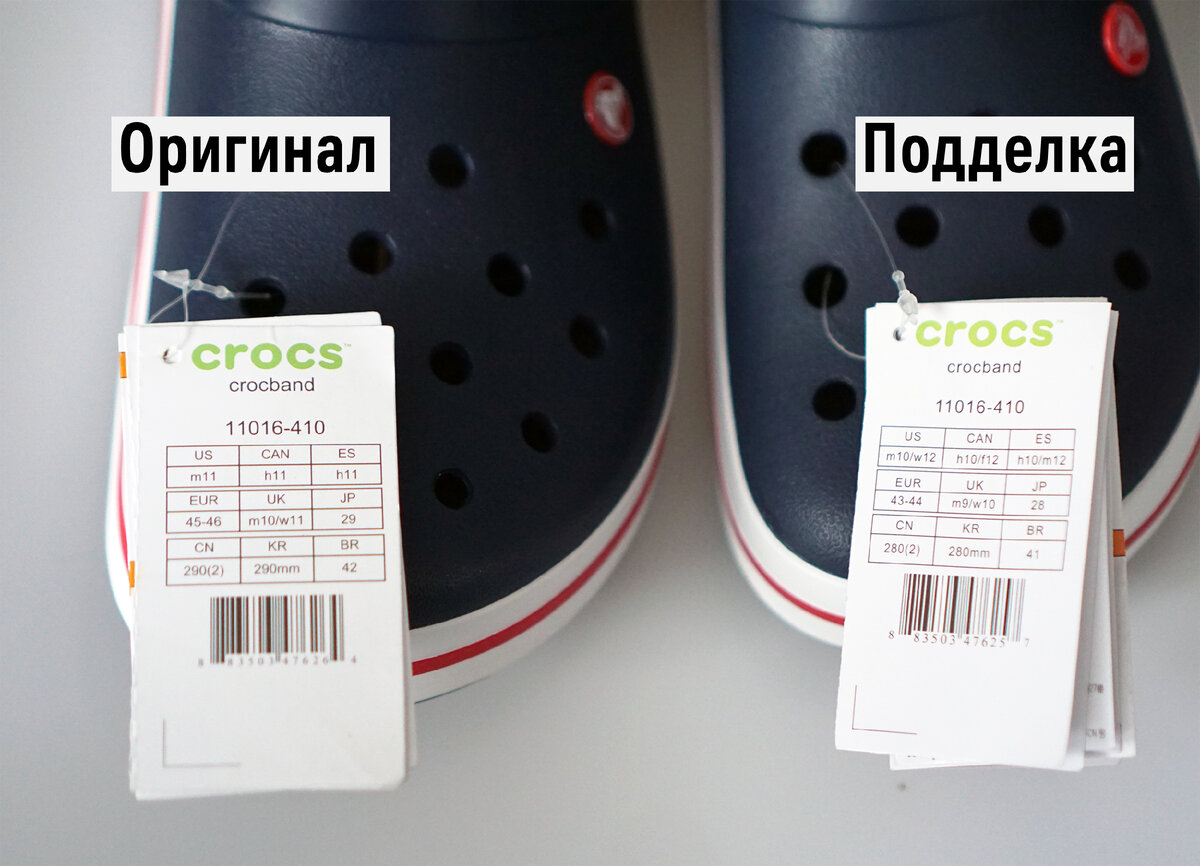 Оригинал
crocs™
crocband
11016-410
US CAN ES
m11 h11 h11
EUR UK JP
45-46 m10/w11 29
CN KR BR
290(2) 290mm 42
8 83503 47626 4
Подделка
crocs™
crocband
11016-410
US CAN ES
m10/w12 h10/f12 h10/m12
EUR UK JP
43-44 m9/w10 28
CN KR BR
280(2) 280mm 41
8 83503 47625 7